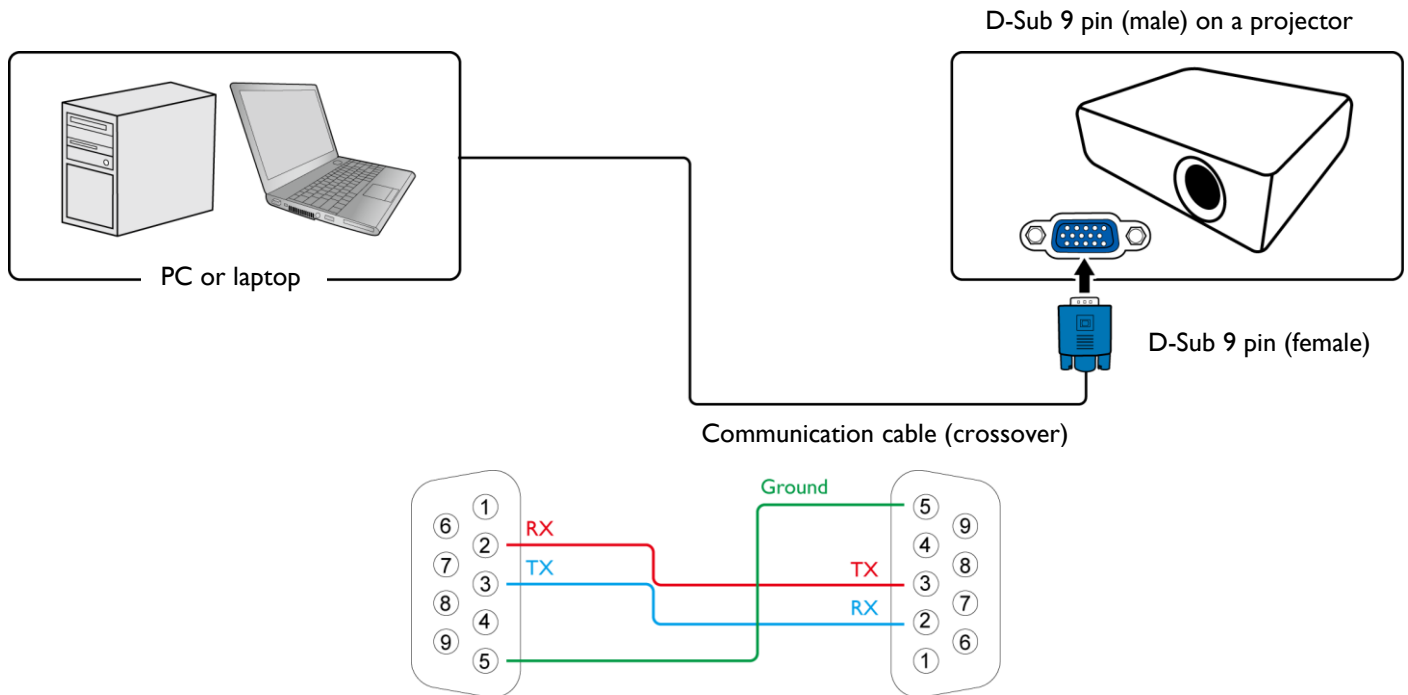 D-Sub 9 pin (male) on a projector
PC or laptop
D-Sub 9 pin (female)
Communication cable (crossover)
Ground
1
6
RX
2
7
TX
3
8
4
9
5
5
9
4
8
TX
3
7
RX
2
6
1